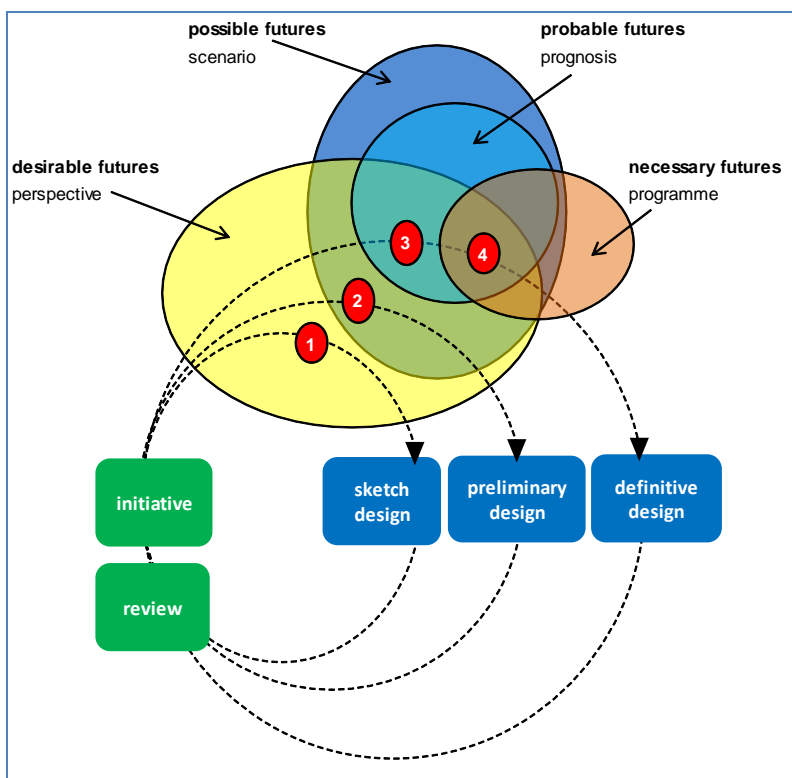 possible futures
scenario
probable futures
prognosis
desirable futures
perspective
necessary futures
programme
3
4
2
1
initiative
sketch
design
preliminary
design
definitive
design
review